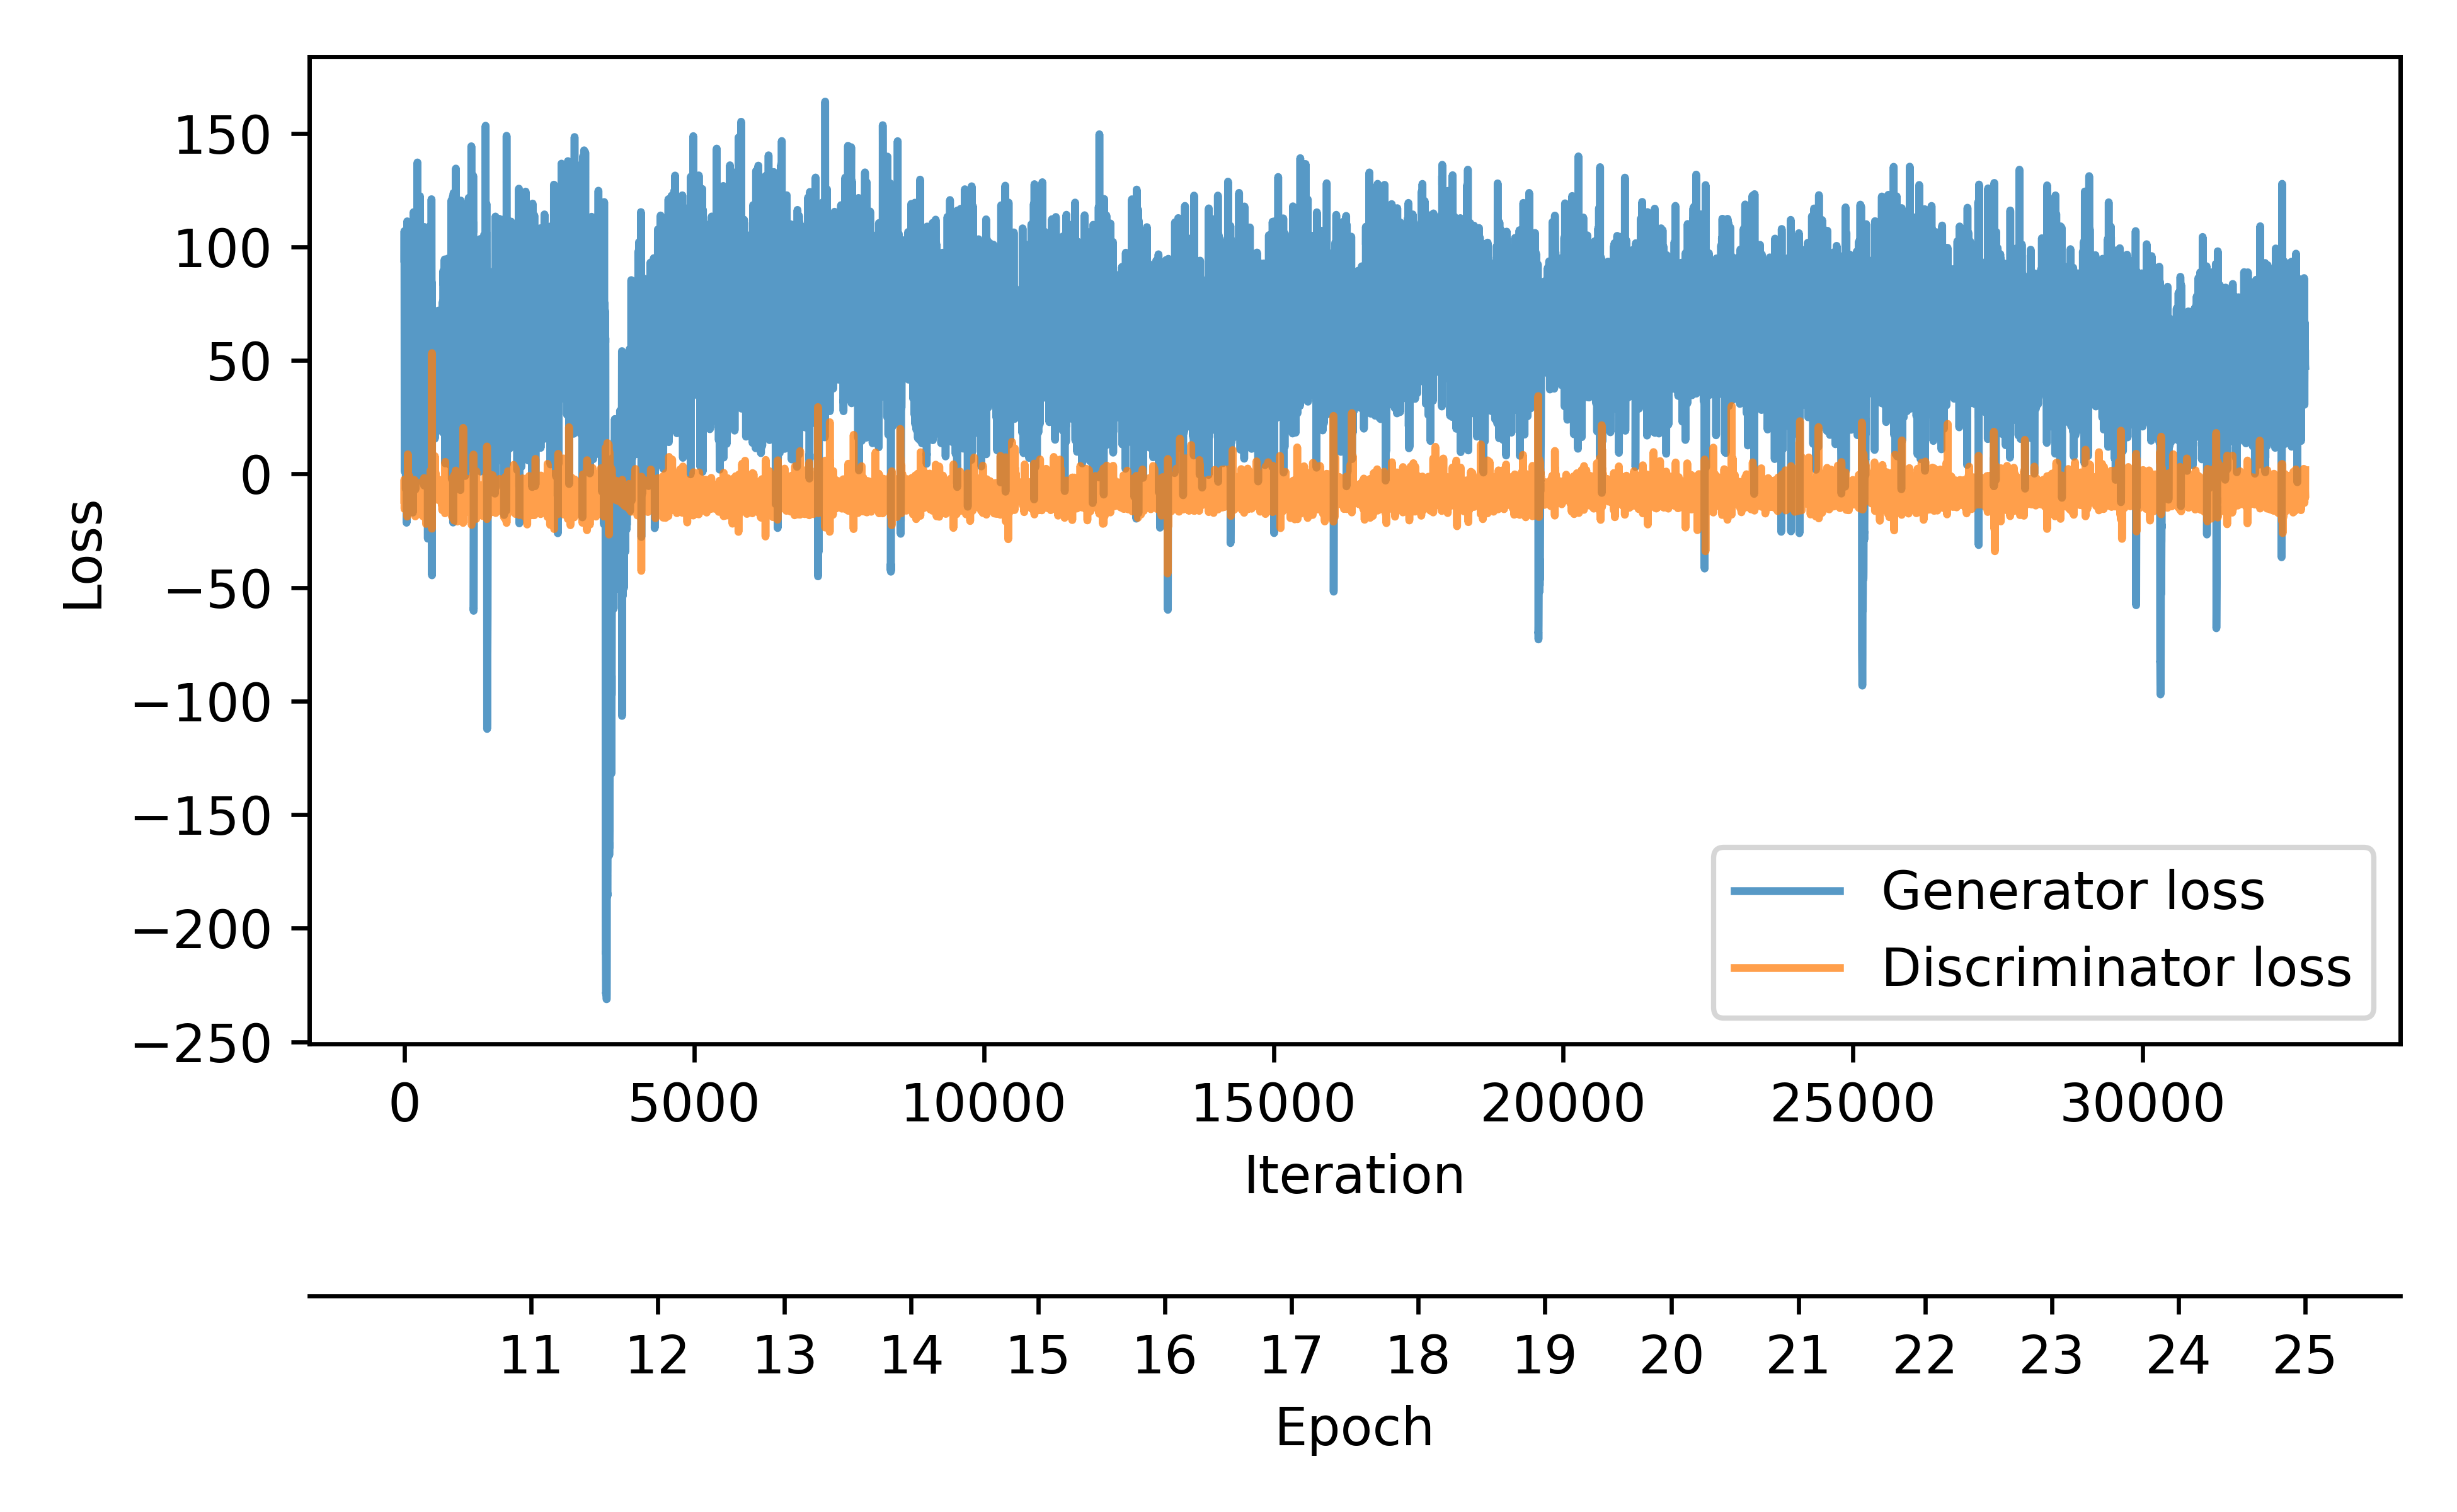 150
100
50
0
−50
−100
−150
−200
−250
Loss
Generator loss
Discriminator loss
0 5000 10000 15000 20000 25000 30000
Iteration
11 12 13 14 15 16 17 18 19 20 21 22 23 24 25
Epoch